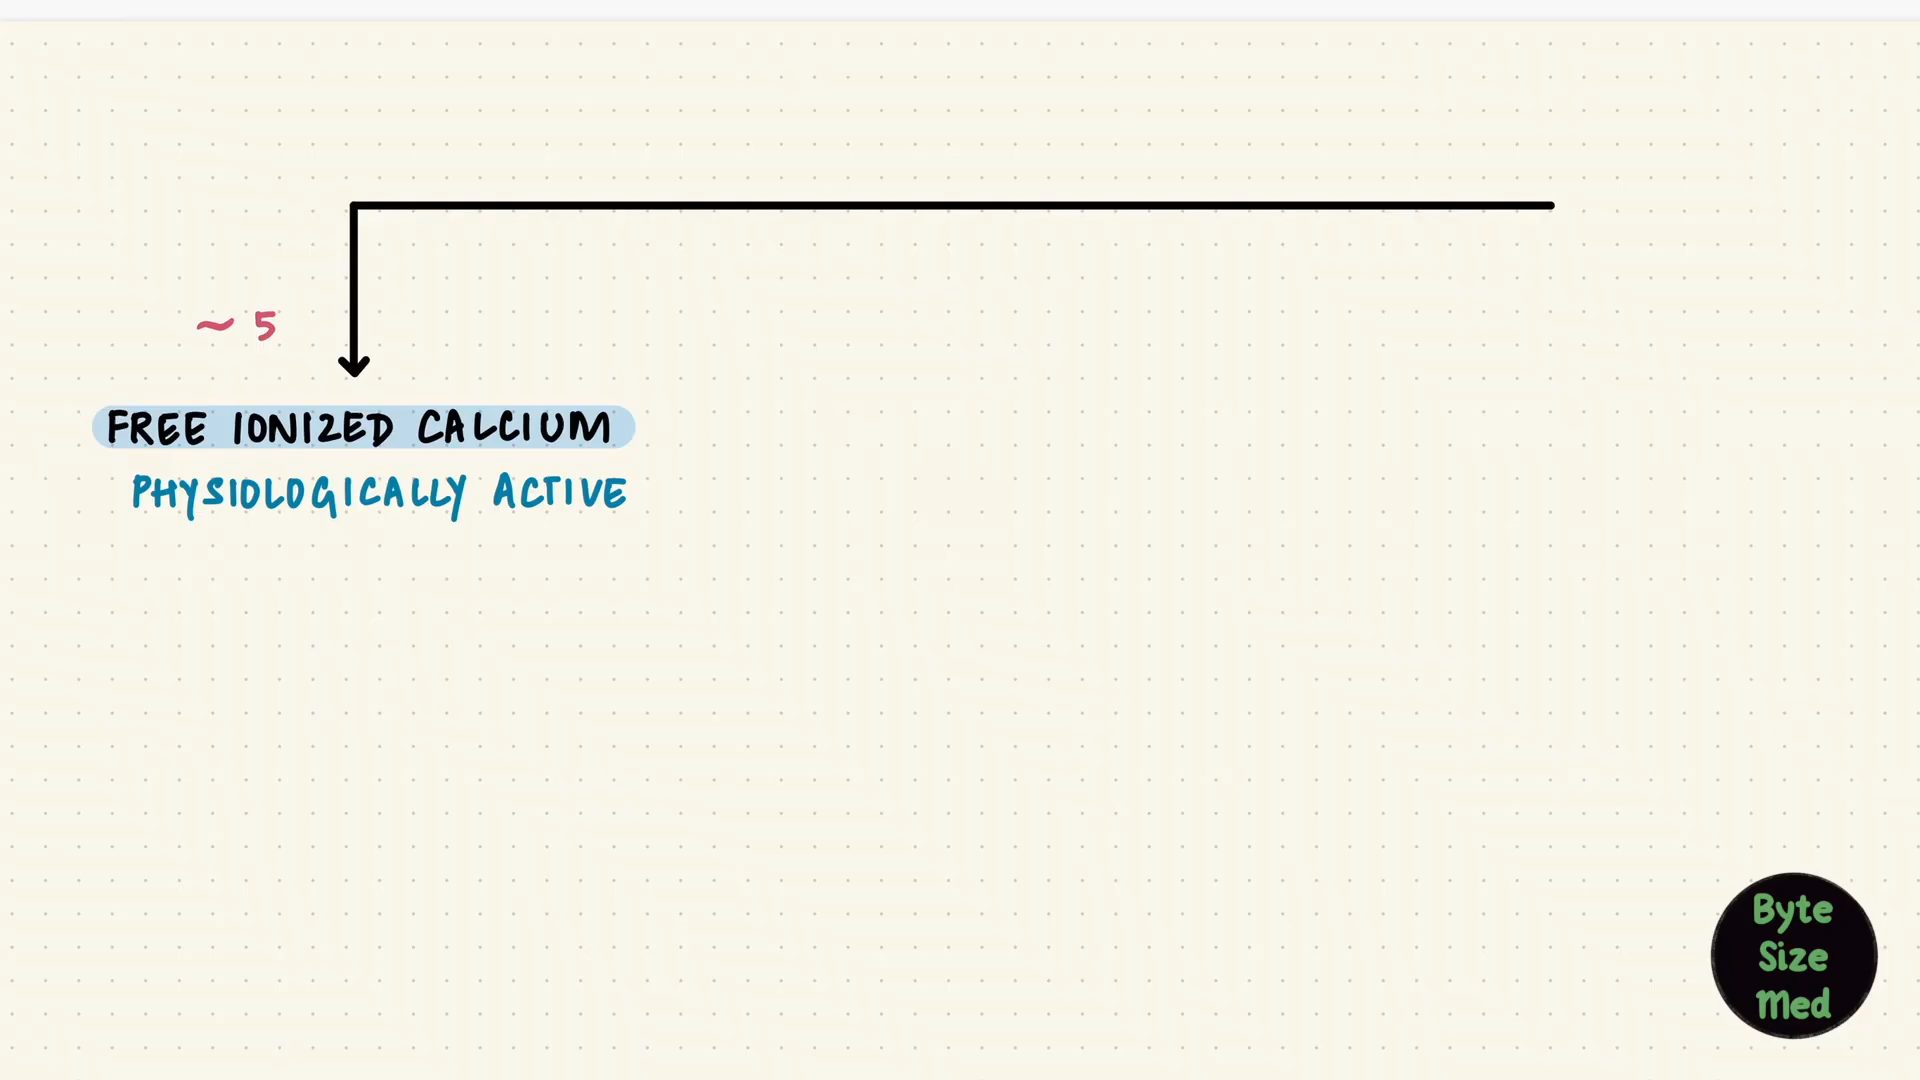 ~ 5
FREE IONIZED CALCIUM
PHYSIOLOGICALLY ACTIVE
Byte
Size
Med